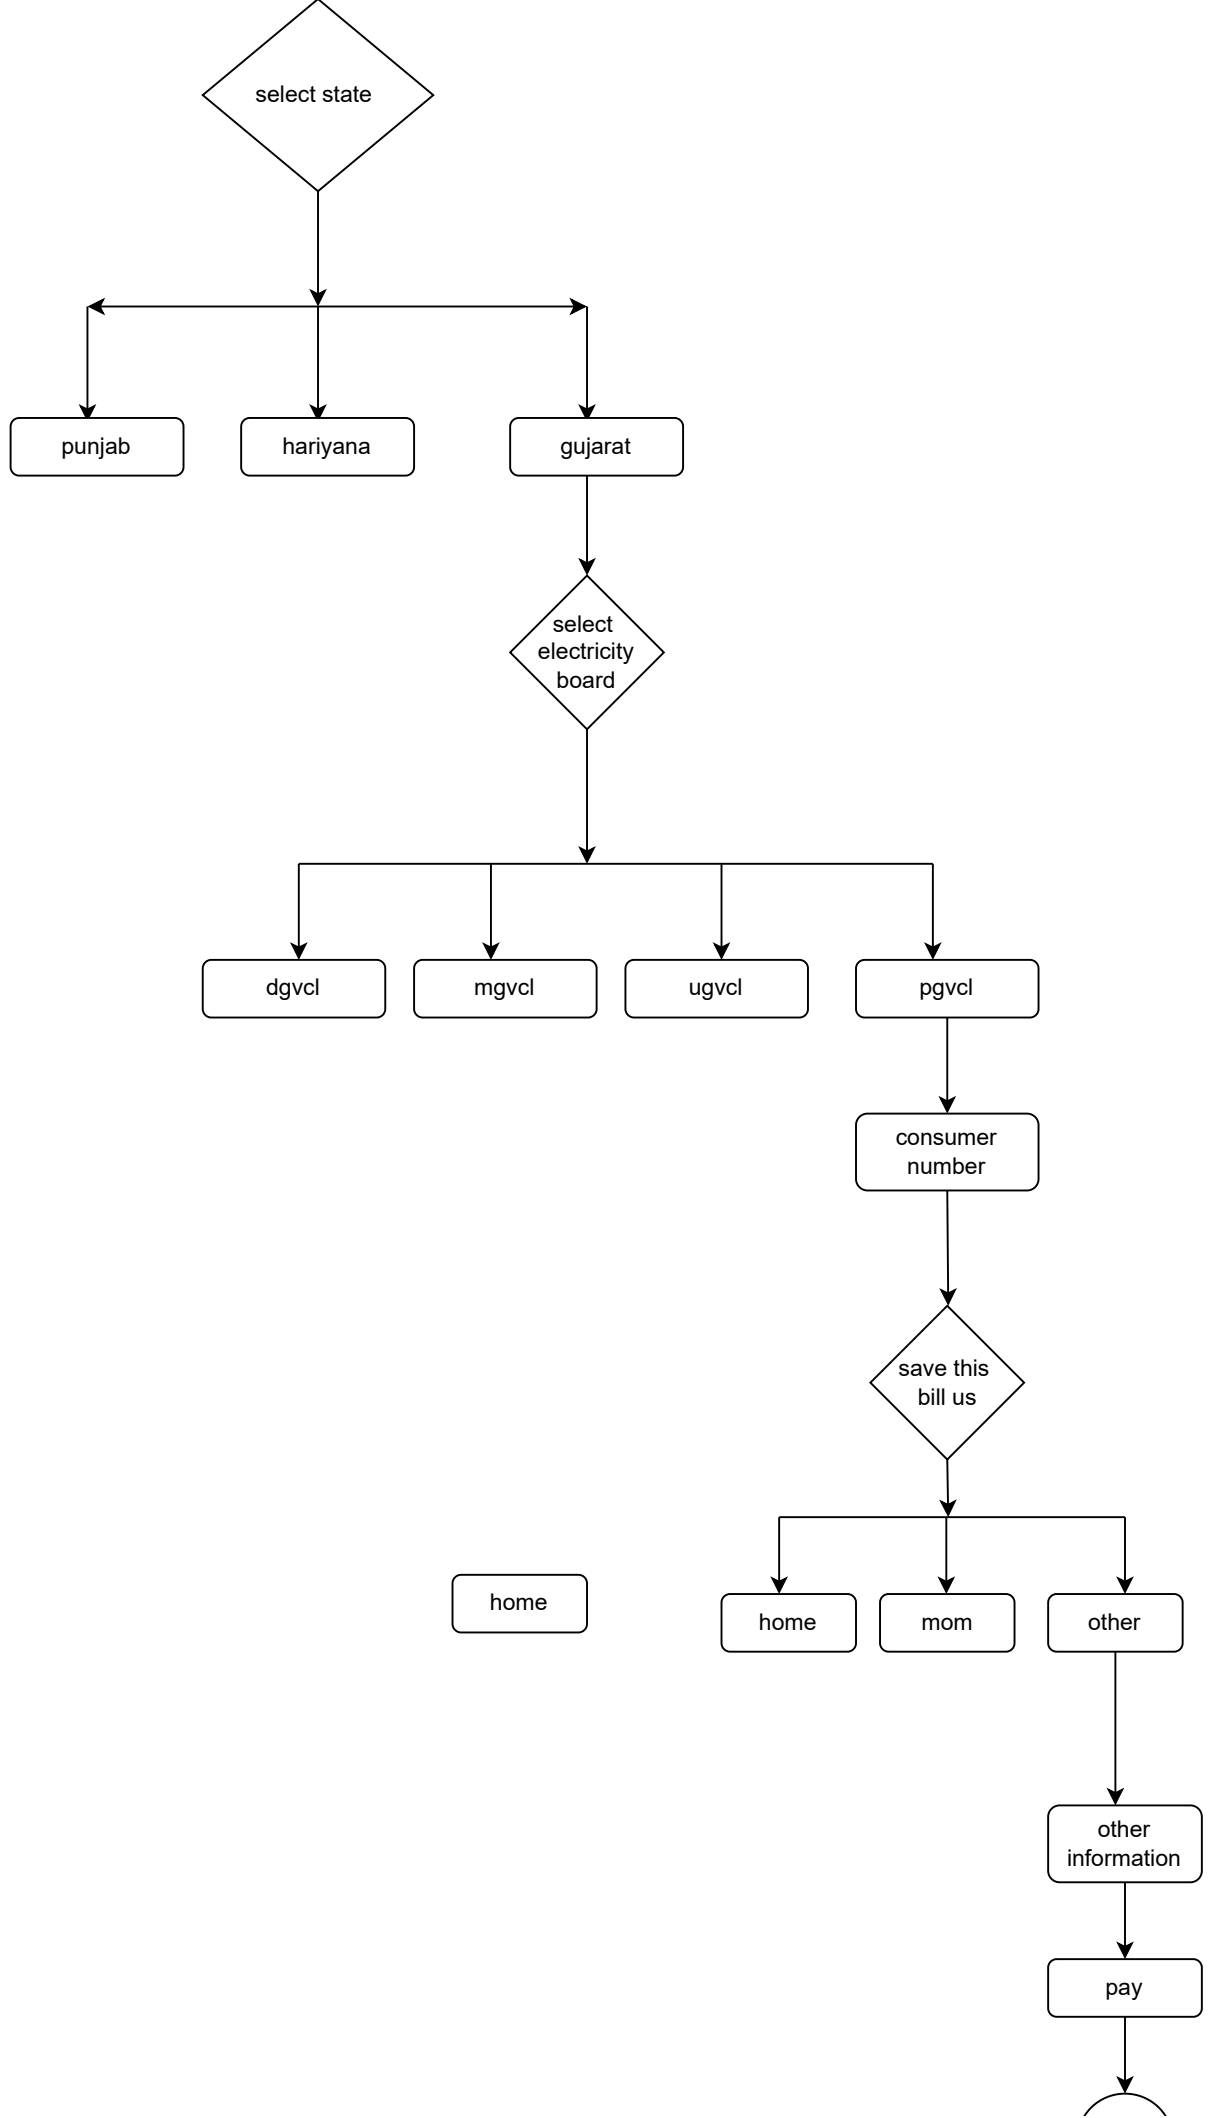 select state
punjab
hariyana
gujarat
select
electricity
board
dgvcl
mgvcl
ugvcl
pgvcl
consumer
number
save this
bill us
home
home
mom
other
other
information
pay